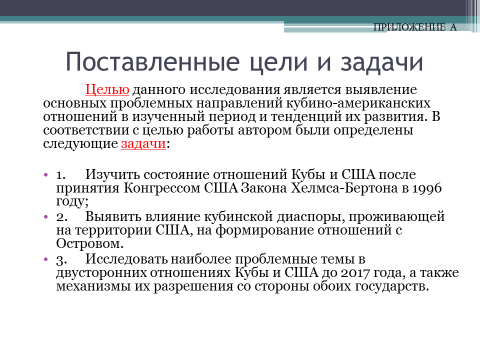 ПРИЛОЖЕНИЕ А
Поставленные цели и задачи
Целью данного исследования является выявление
основных проблемных направлений кубино-американских
отношений в изученный период и тенденций их развития. В
соответствии с целью работы автором были определены
следующие задачи:
• 1. Изучить состояние отношений Кубы и США после
принятия Конгрессом США Закона Хелмса-Бертона в 1996
году;
• 2. Выявить влияние кубинской диаспоры, проживающей
на территории США, на формирование отношений с
Островом.
• 3. Исследовать наиболее проблемные темы в
двусторонних отношениях Кубы и США до 2017 года, а также
механизмы их разрешения со стороны обоих государств.